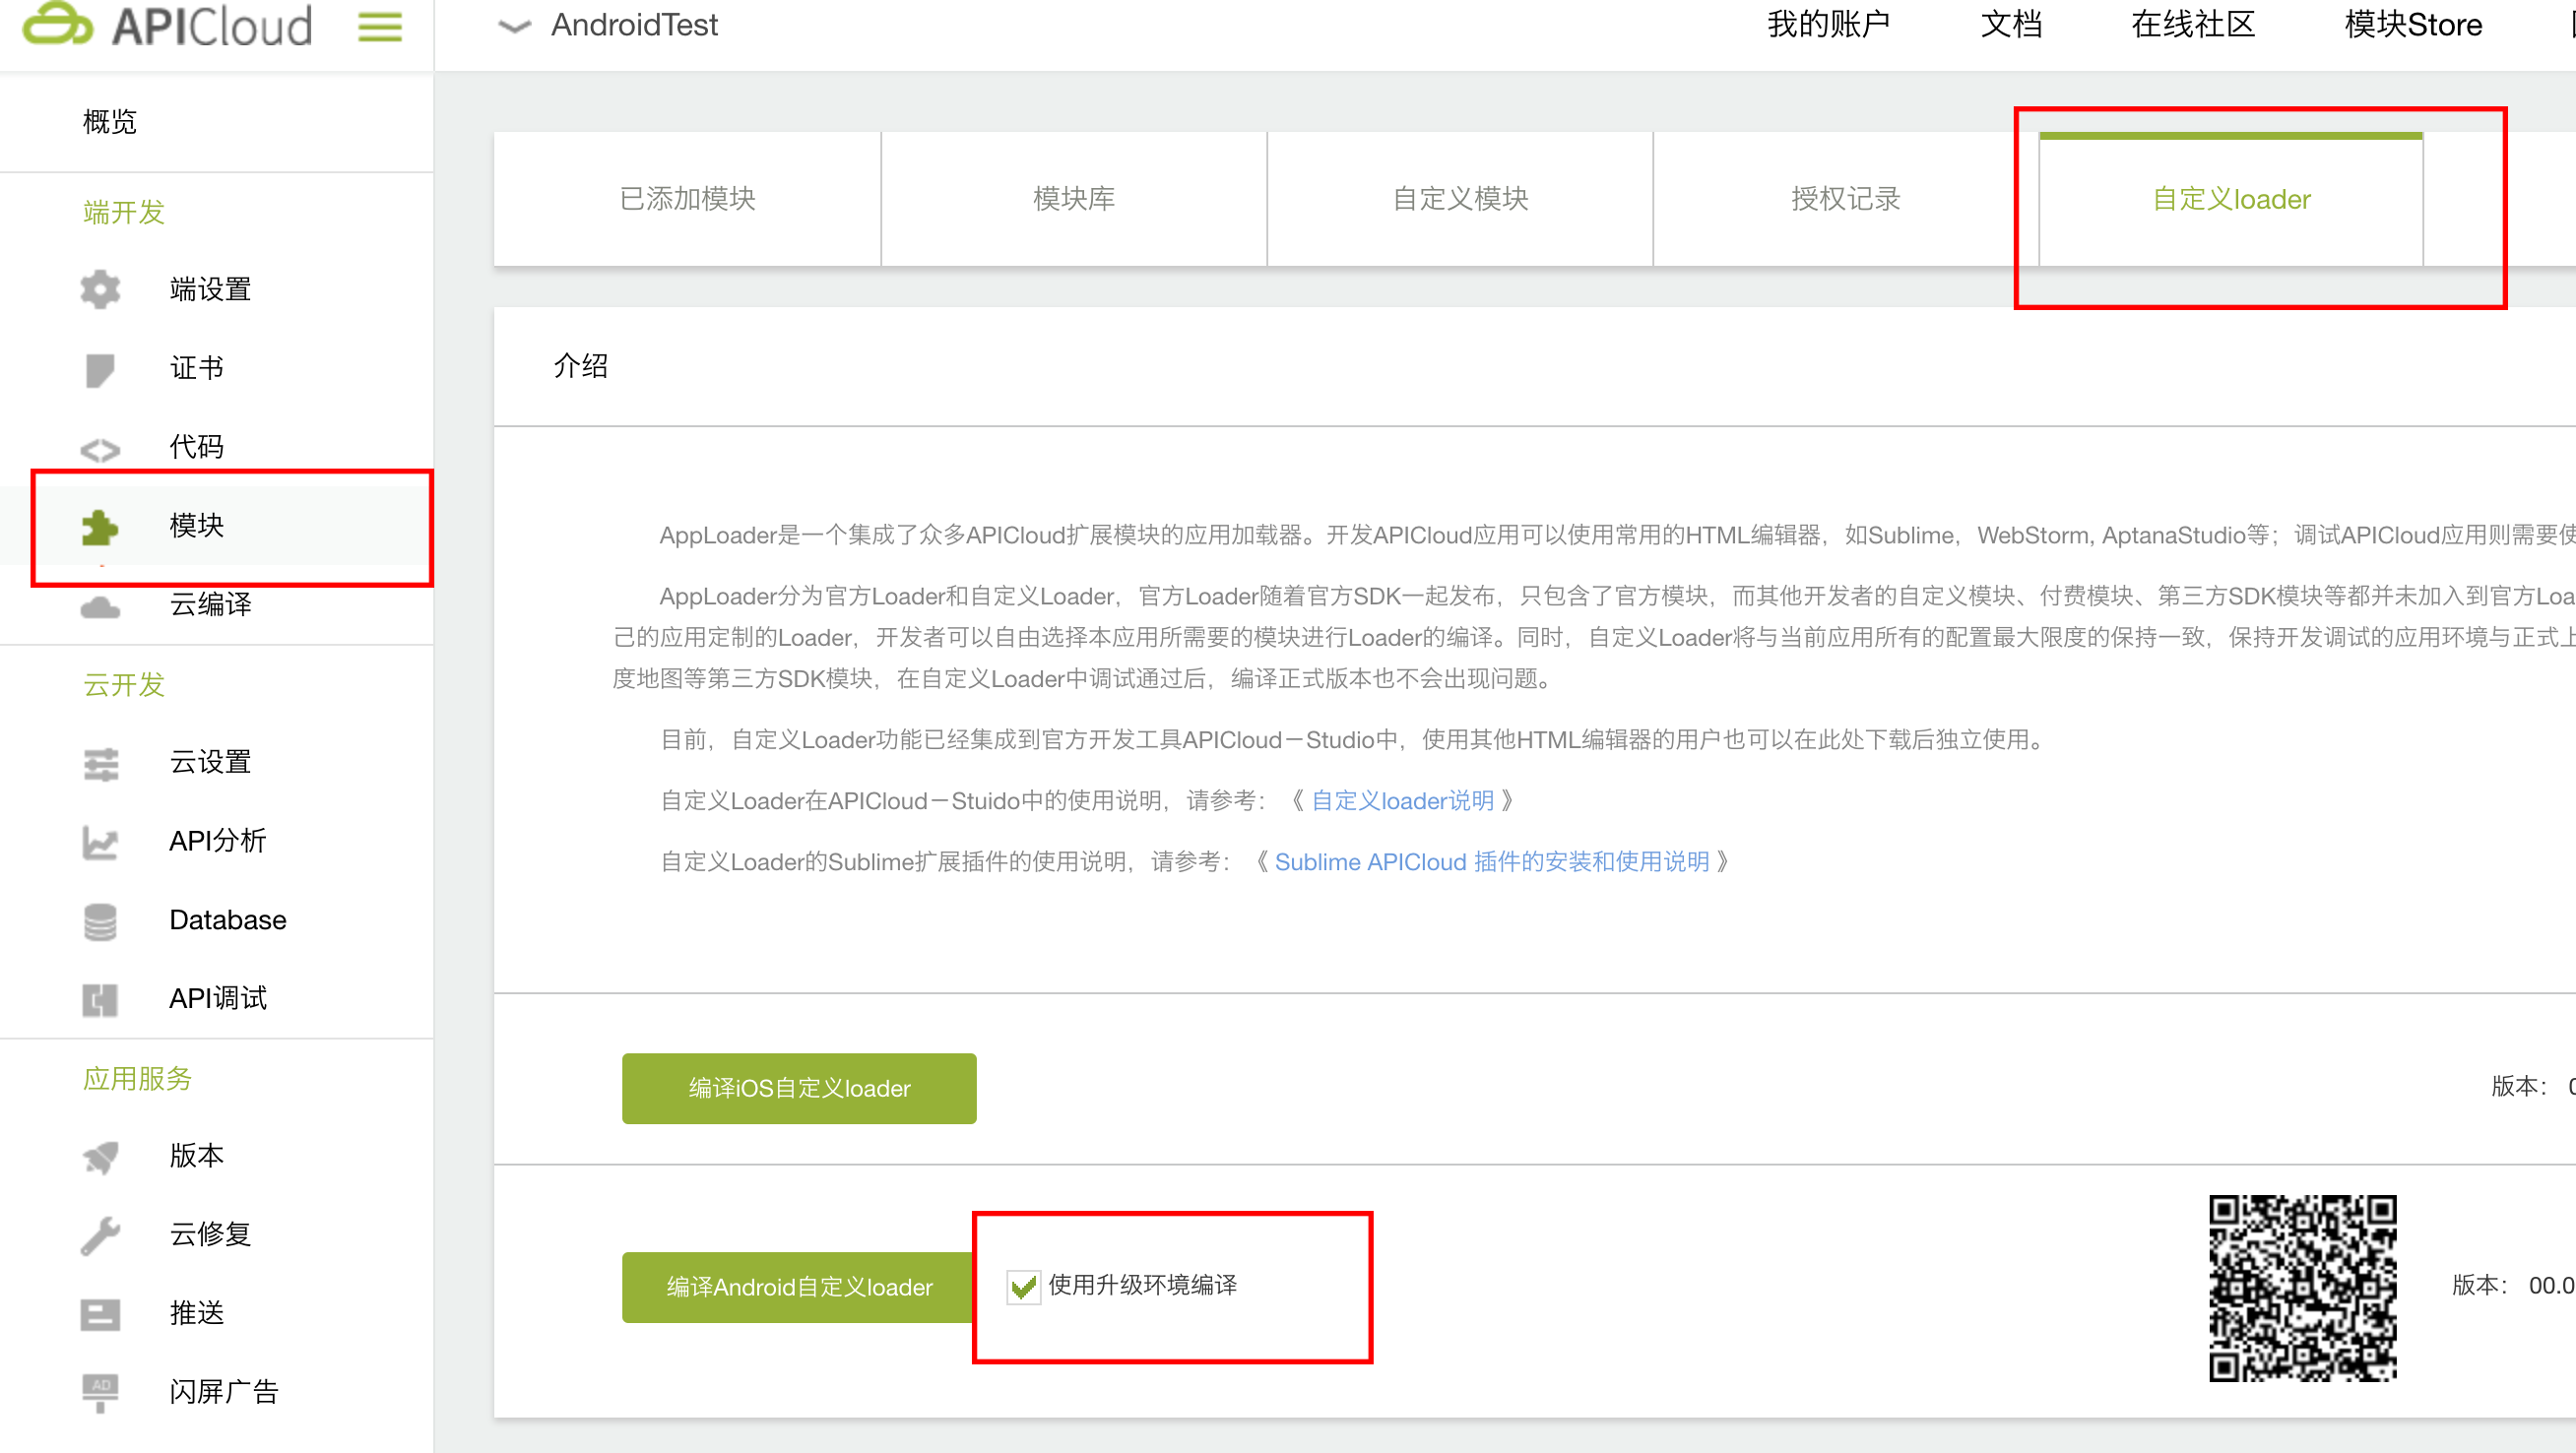 APICloud
AndroidTest
我的账户
文档
在线社区
模块Store
概览
端开发
端设置
证书
代码
模块
云编译
云开发
云设置
API分析
Database
API调试
应用服务
版本
云修复
推送
AD
闪屏广告
已添加模块
模块库
自定义模块
授权记录
自定义loader
介绍
AppLoader是一个集成了众多APICloud扩展模块的应用加载器。开发APICloud应用可以使用常用的HTML编辑器，如Sublime，WebStorm, AptanaStudio等；调试APICloud应用则需要使
AppLoader分为官方Loader和自定义Loader，官方Loader随着官方SDK一起发布，只包含了官方模块，而其他开发者的自定义模块、付费模块、第三方SDK模块等都并未加入到官方Loa
己的应用定制的Loader，开发者可以自由选择本应用所需要的模块进行Loader的编译。同时，自定义Loader将与当前应用所有的配置最大限度的保持一致，保持开发调试的应用环境与正式上
度地图等第三方SDK模块，在自定义Loader中调试通过后，编译正式版本也不会出现问题。
目前，自定义Loader功能已经集成到官方开发工具APICloud－Studio中，使用其他HTML编辑器的用户也可以在此处下载后独立使用。
自定义Loader在APICloud－Stuido中的使用说明，请参考：《 自定义loader说明 》
自定义Loader的Sublime扩展插件的使用说明，请参考：《 Sublime APICloud 插件的安装和使用说明 》
编译iOS自定义loader
版本：
编译Android自定义loader
使用升级环境编译
版本： 00.0